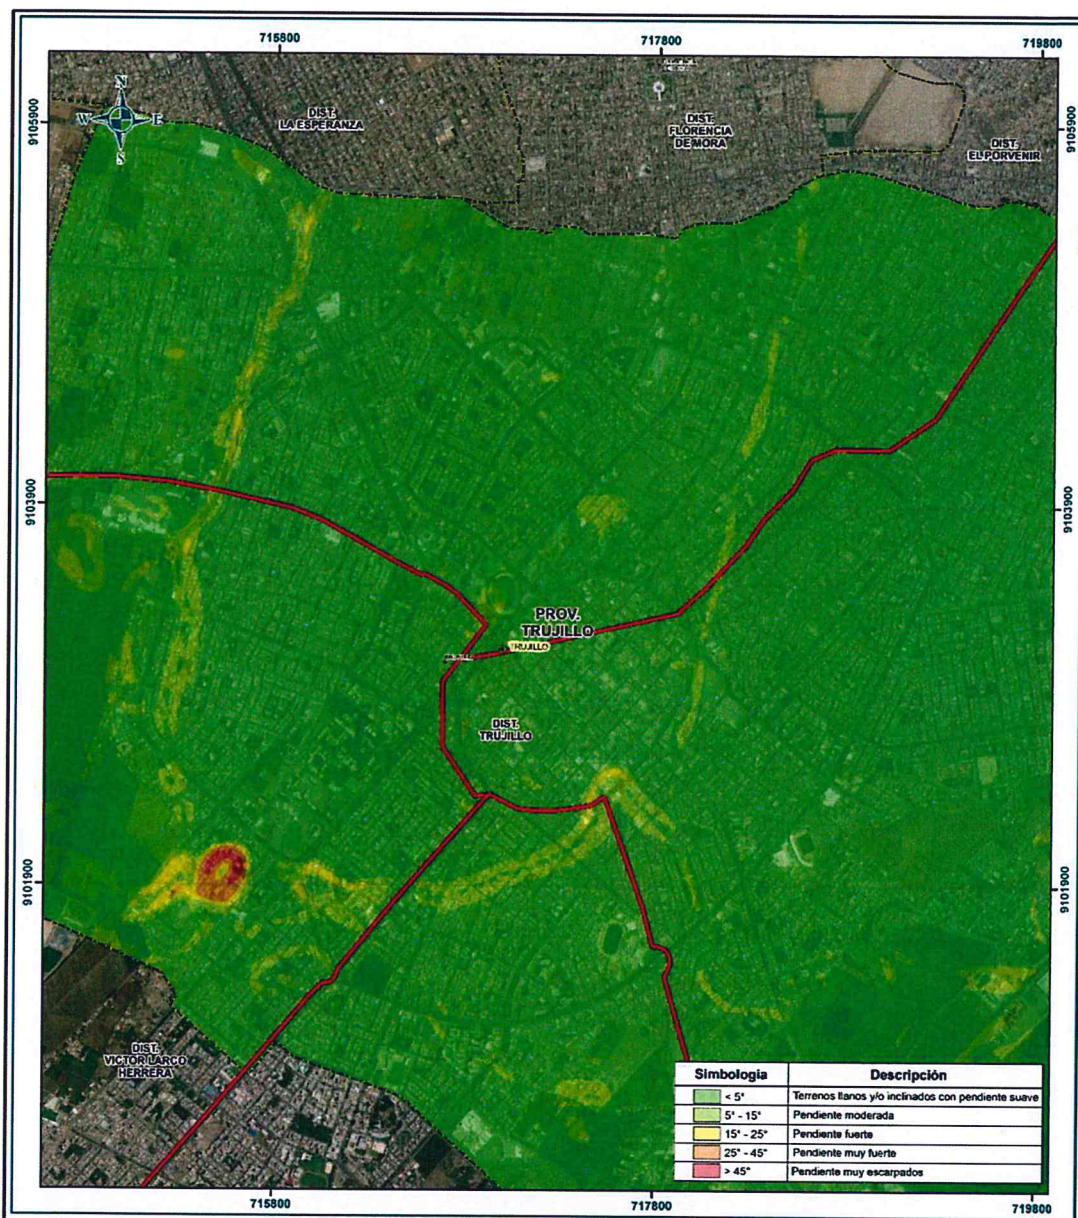 715800
717800
719800
9105900
9105900
N
W
E
S
DIST.
LA ESPERANZA
DIST.
FLORENCIA
DE MORA
DIST.
EL PORVENIR
9103900
9103900
PROV.
TRUJILLO
TRUJILLO
DIST.
TRUJILLO
9101900
9101900
DIST.
VICTOR LARCO
HERRERA
Simbologia Descripción
< 5° Terrenos llanos y/o inclinados con pendiente suave
5° - 15° Pendiente moderada
15° - 25° Pendiente fuerte
25° - 45° Pendiente muy fuerte
> 45° Pendiente muy escarpados
715800
717800
719800